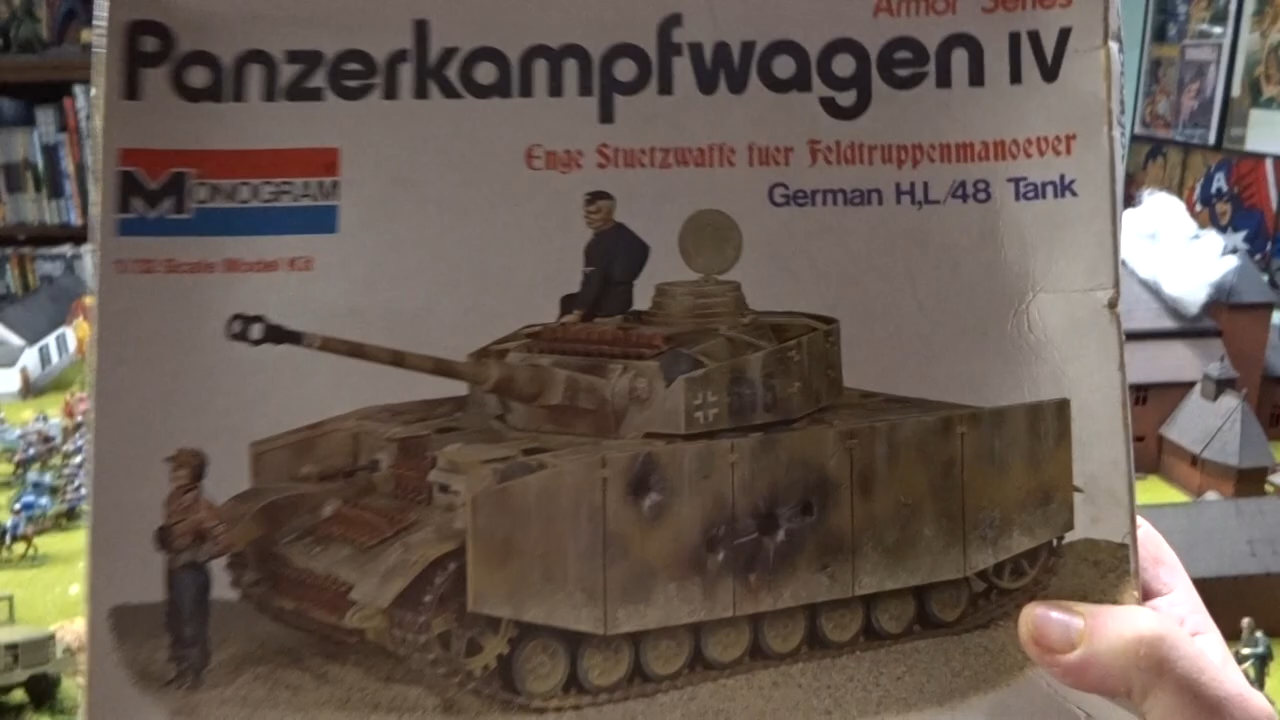 Armor Series
Panzerkampfwagen IV
MONOGRAM
Enge Stuetzwaffe fuer Feldtruppenmanoever
German H,L/48 Tank
1/32 Scale Model Kit